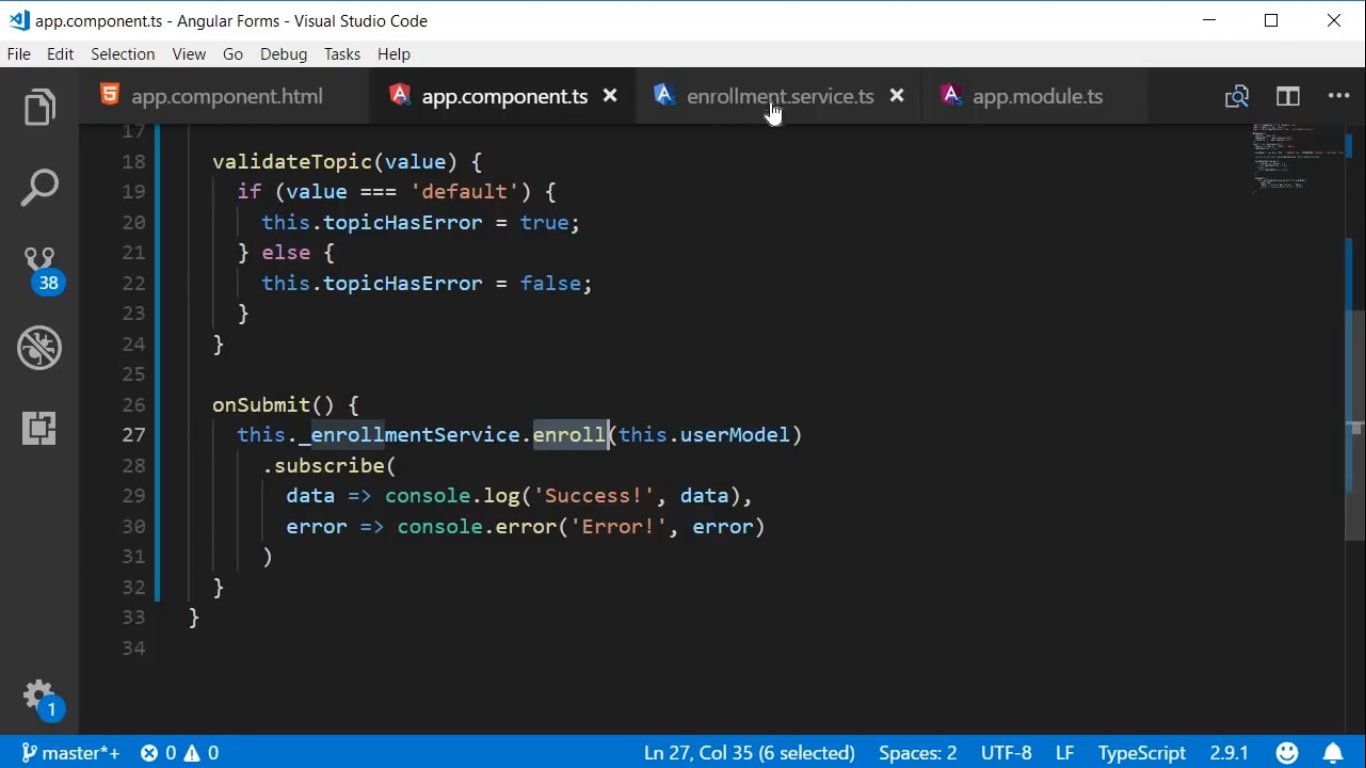 app.component.ts - Angular Forms - Visual Studio Code
File Edit Selection View Go Debug Tasks Help
app.component.html app.component.ts enrollment.service.ts app.module.ts
17
18 validateTopic(value) {
19 if (value === 'default') {
20 this.topicHasError = true;
21 } else {
22 this.topicHasError = false;
23 }
24 }
25
26 onSubmit() {
27 this._enrollmentService.enroll(this.userModel)
28 .subscribe(
29 data => console.log('Success!', data),
30 error => console.error('Error!', error)
31 )
32 }
33 }
34
38
1
master*+ 0 0 Ln 27, Col 35 (6 selected) Spaces: 2 UTF-8 LF TypeScript 2.9.1